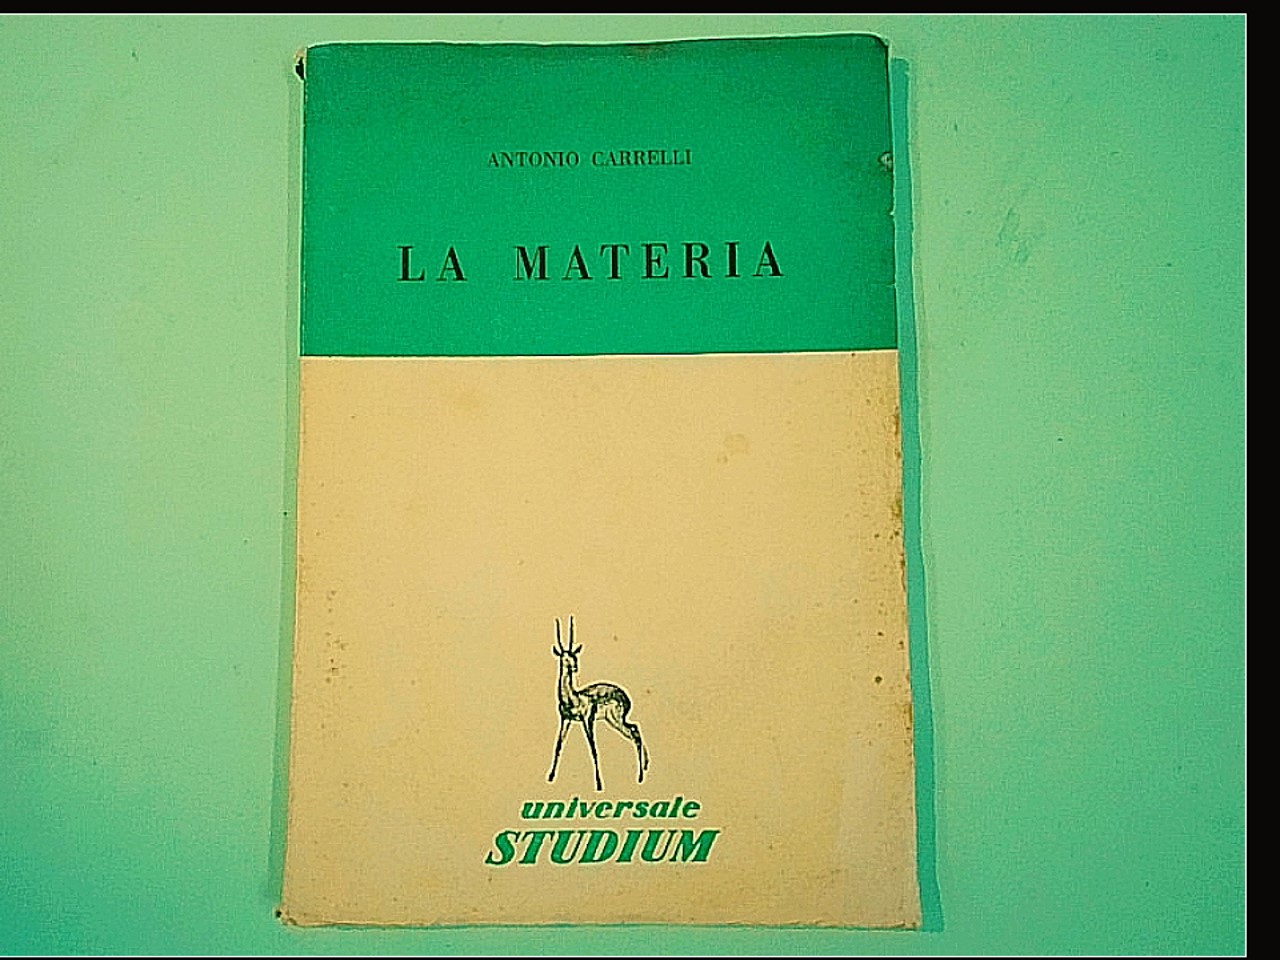 ANTONIO CARRELLI
LA MATERIA
universale
STUDIUM